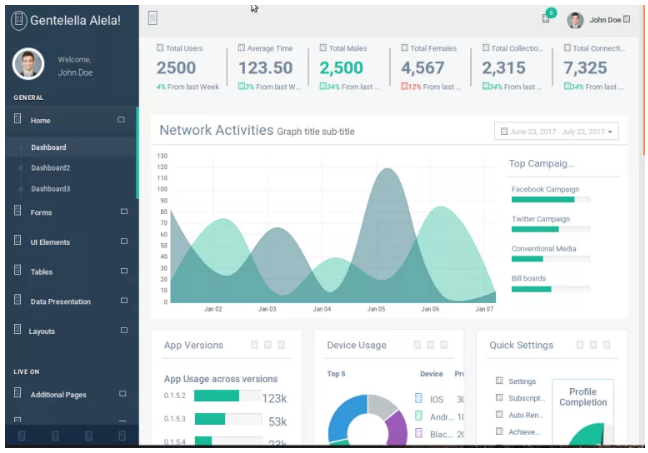 Gentelella Alela!
6
John Doe
Welcome,
John Doe
GENERAL
Home
Dashboard
Dashboard2
Dashboard3
Forms
UI Elements
Tables
Data Presentation
Layouts
LIVE ON
Additional Pages
Total Users
2500
4% From last Week
Average Time
123.50
3% From last W...
Total Males
2,500
34% From last ...
Total Females
4,567
12% From last ...
Total Collectio...
2,315
34% From last ...
Total Connecti...
7,325
34% From last ...
Network Activities Graph title sub-title
June 23, 2017 - July 22, 2017
130
120
110
100
90
80
70
60
50
40
30
20
10
0
Jan 02
Jan 03
Jan 04
Jan 05
Jan 06
Jan 07
Top Campaig...
Facebook Campaign
Twitter Campaign
Conventional Media
Bill boards
App Versions
App Usage across versions
0.1.5.2 123k
0.1.5.3 53k
0.1.5.4 23k
Device Usage
Top 5 Device Pr
IOS 30
Andr... 10
Blac... 20
Quick Settings
Settings
Subscript...
Auto Ren...
Achieve...
Profile
Completion